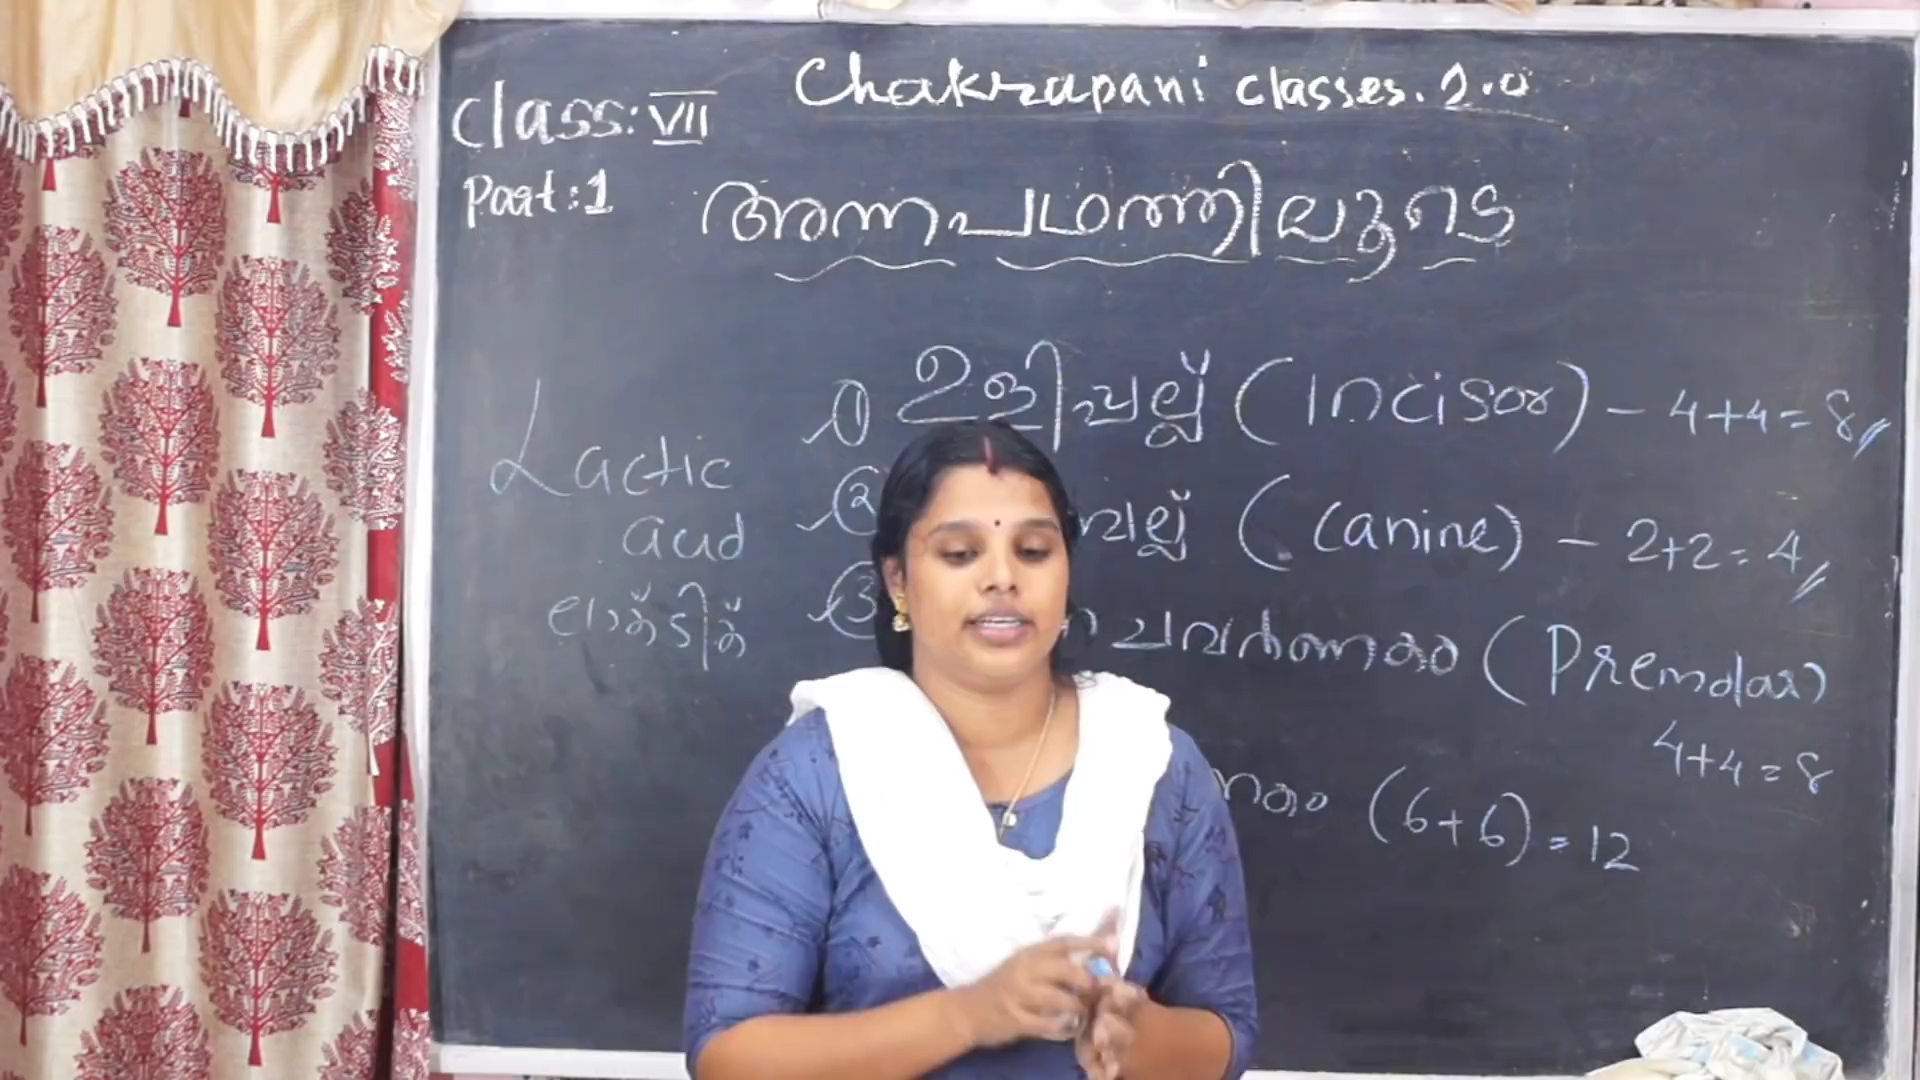 Chakrapani classes. 2.0
Class: VII
Part: 1
അന്നപഥത്തിലൂടെ
① ഉളിപ്പല്ല് (Incisor) - 4+4=8
② (Canine) - 2+2=4
③ ചവർണകം (Premolar)
4+4=8
(6+6) = 12
Lactic
acid
ലാക്ടിക്